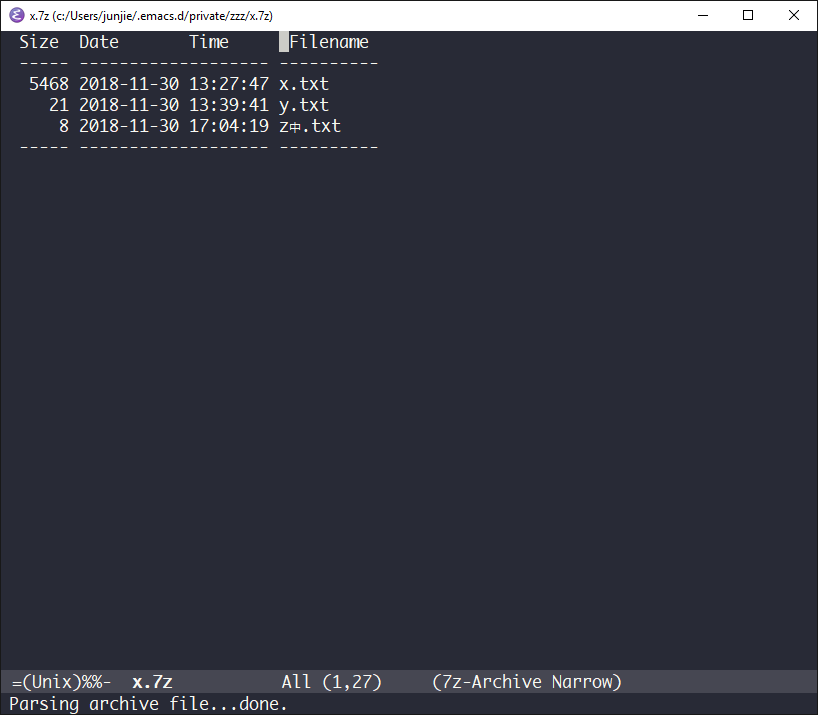 x.7z (c:/Users/junjie/.emacs.d/private/zzz/x.7z)
Size Date Time Filename
----- ------------------- ----------
5468 2018-11-30 13:27:47 x.txt
21 2018-11-30 13:39:41 y.txt
8 2018-11-30 17:04:19 z中.txt
----- ------------------- ----------
=(Unix)%%- x.7z All (1,27) (7z-Archive Narrow)
Parsing archive file...done.